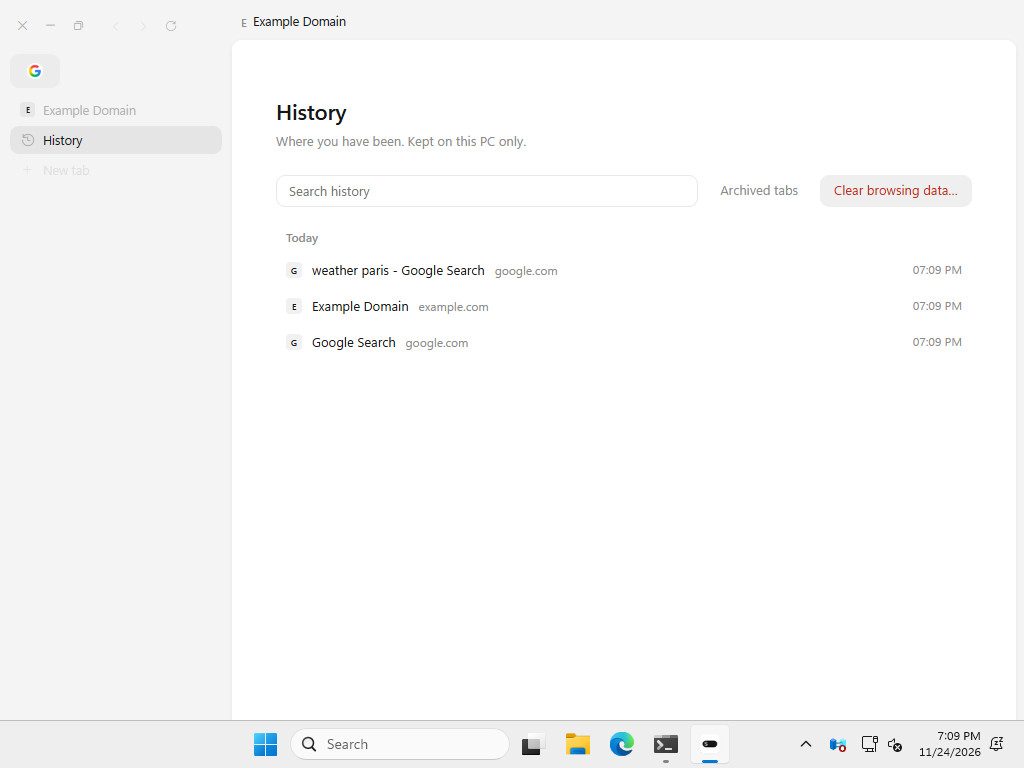 E Example Domain
G
E Example Domain
History
+ New tab
History
Where you have been. Kept on this PC only.
Search history Archived tabs Clear browsing data...
Today
G weather paris - Google Search google.com 07:09 PM
E Example Domain example.com 07:09 PM
G Google Search google.com 07:09 PM
Search
7:09 PM
11/24/2026